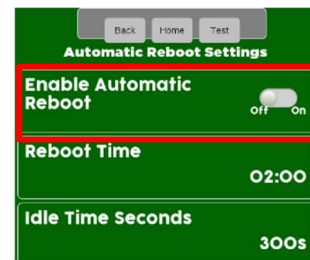 Back Home Test
Automatic Reboot Settings
Enable Automatic
Reboot
Off On
Reboot Time
02:00
Idle Time Seconds
300s